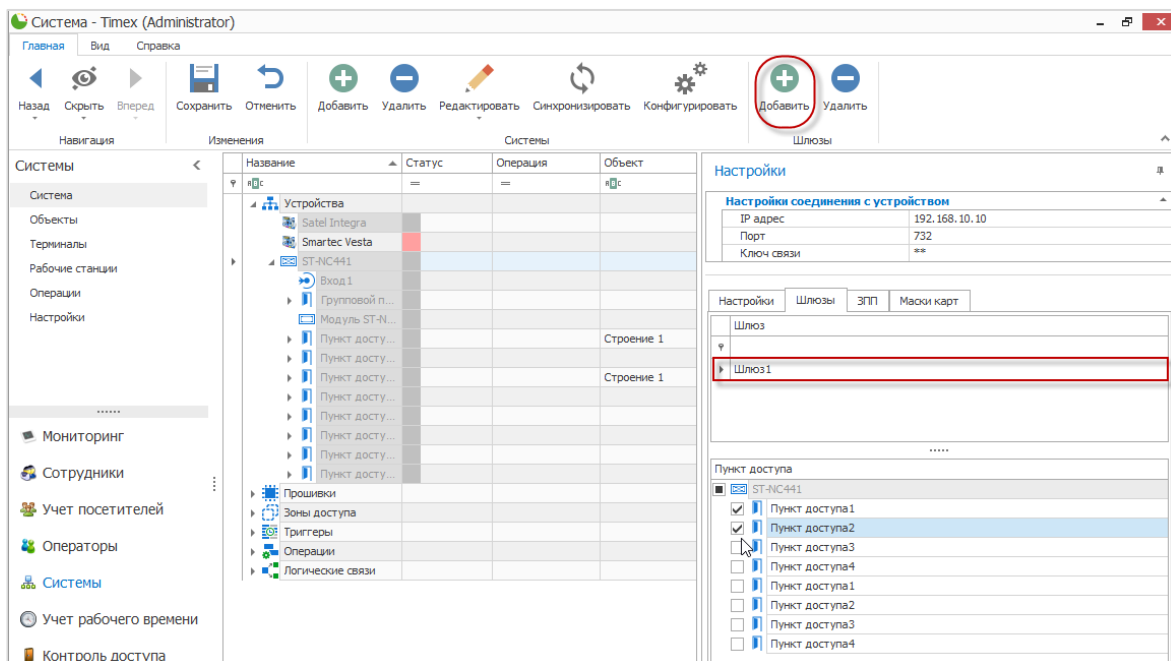 Система - Timex (Administrator)
Главная Вид Справка
Назад Скрыть Вперед Сохранить Отменить Добавить Удалить Редактировать Синхронизировать Конфигурировать Добавить Удалить
Навигация Изменения Системы Шлюзы
Системы
Система
Объекты
Терминалы
Рабочие станции
Операции
Настройки
Мониторинг
Сотрудники
Учет посетителей
Операторы
Системы
Учет рабочего времени
Контроль доступа
Название Статус Операция Объект
= =
Устройства
Satel Integra
Smartec Vesta
ST-NC441
Вход1
Групповой п...
Модуль ST-N...
Пункт досту... Строение 1
Пункт досту...
Пункт досту... Строение 1
Пункт досту...
Пункт досту...
Пункт досту...
Пункт досту...
Пункт досту...
Прошивки
Зоны доступа
Триггеры
Операции
Логические связи
Настройки
Настройки соединения с устройством
IP адрес 192.168.10.10
Порт 732
Ключ связи **
Настройки Шлюзы ЗПП Маски карт
Шлюз
Шлюз1
Пункт доступа
ST-NC441
Пункт доступа1
Пункт доступа2
Пункт доступа3
Пункт доступа4
Пункт доступа1
Пункт доступа2
Пункт доступа3
Пункт доступа4